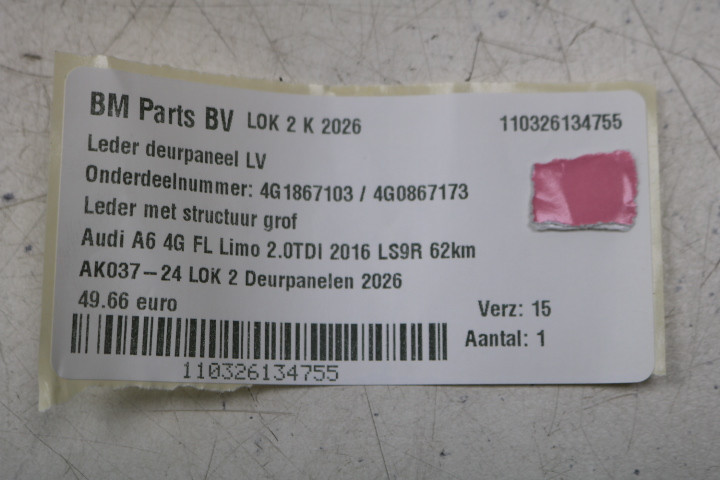 BM Parts BV LOK 2 K 2026 110326134755
Leder deurpaneel LV
Onderdeelnummer: 4G1867103 / 4G0867173
Leder met structuur grof
Audi A6 4G FL Limo 2.0TDI 2016 LS9R 62km
AK037-24 LOK 2 Deurpanelen 2026
49.66 euro Verz: 15
Aantal: 1
110326134755